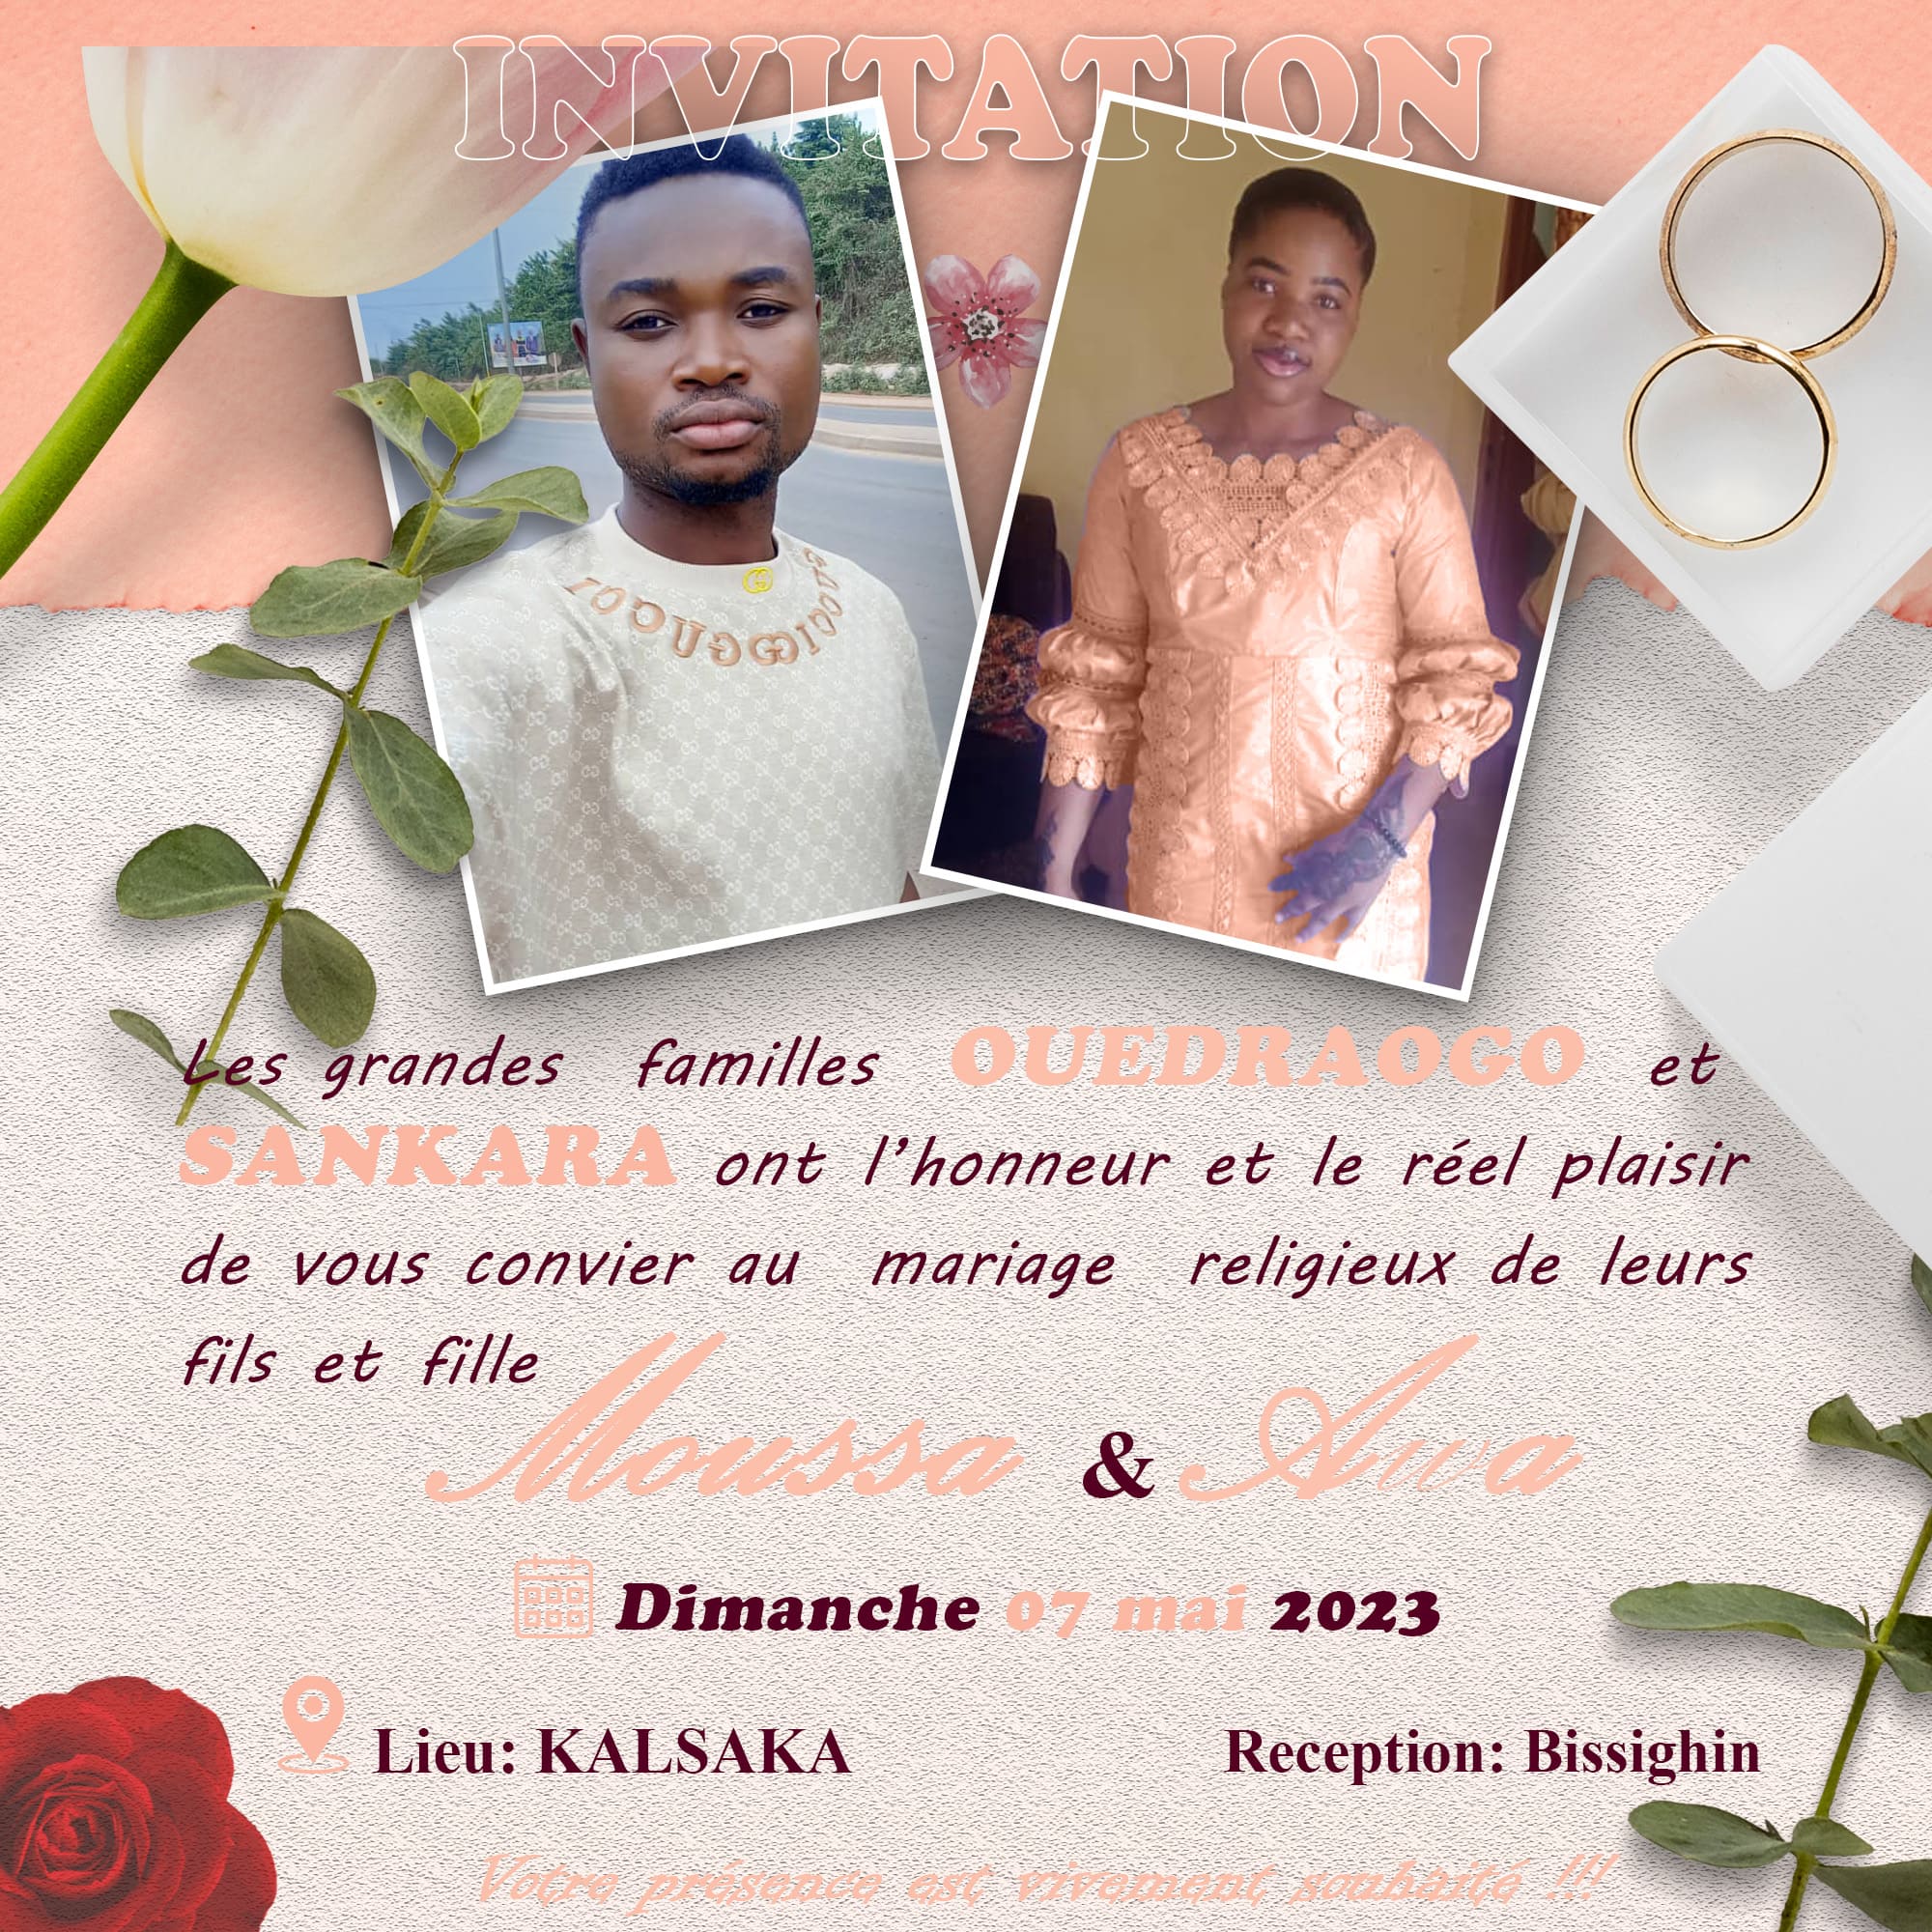 INVITATION
Les grandes familles OUEDRAOGO et
SANKARA ont l’honneur et le réel plaisir
de vous convier au mariage religieux de leurs
fils et fille
Moussa & Awa
Dimanche 07 mai 2023
Lieu: KALSAKA
Reception: Bissighin
Votre présence est vivement souhaité !!!